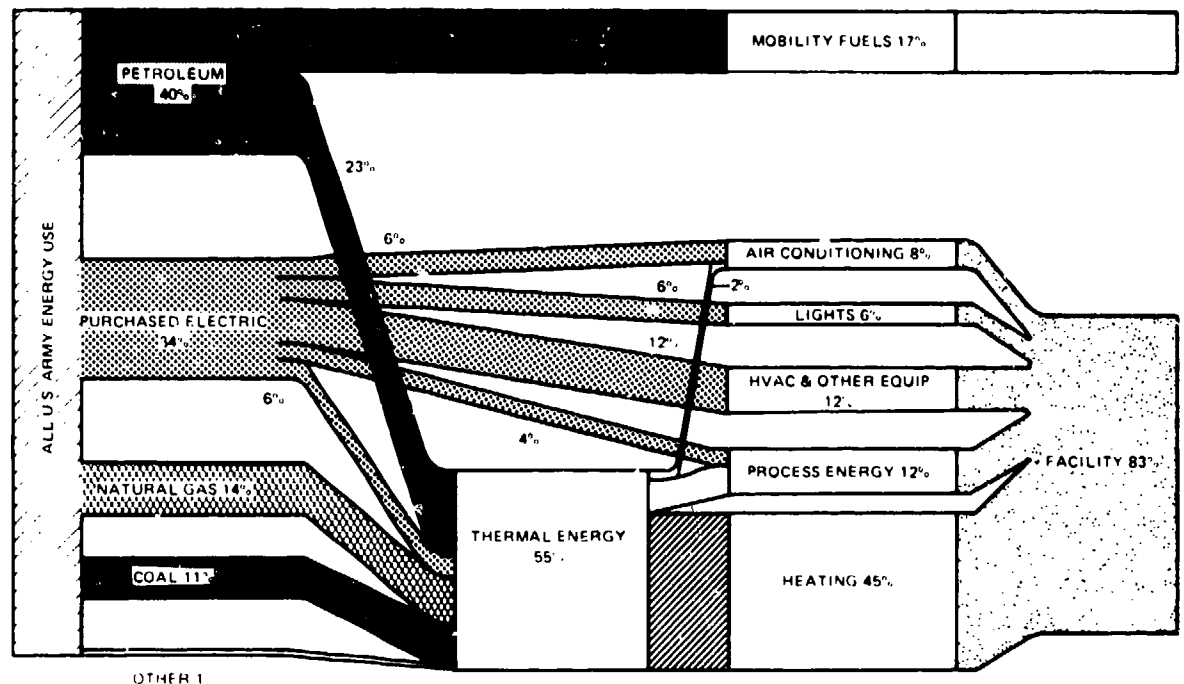 MOBILITY FUELS 17%
PETROLEUM
40%
23%
ALL US ARMY ENERGY USE
6%
AIR CONDITIONING 8%
6%
2%
LIGHTS 6%
PURCHASED ELECTRIC
34%
12%
HVAC & OTHER EQUIP
12%
6%
4%
PROCESS ENERGY 12%
FACILITY 83%
NATURAL GAS 14%
THERMAL ENERGY
55%
COAL 11%
HEATING 45%
OTHER 1